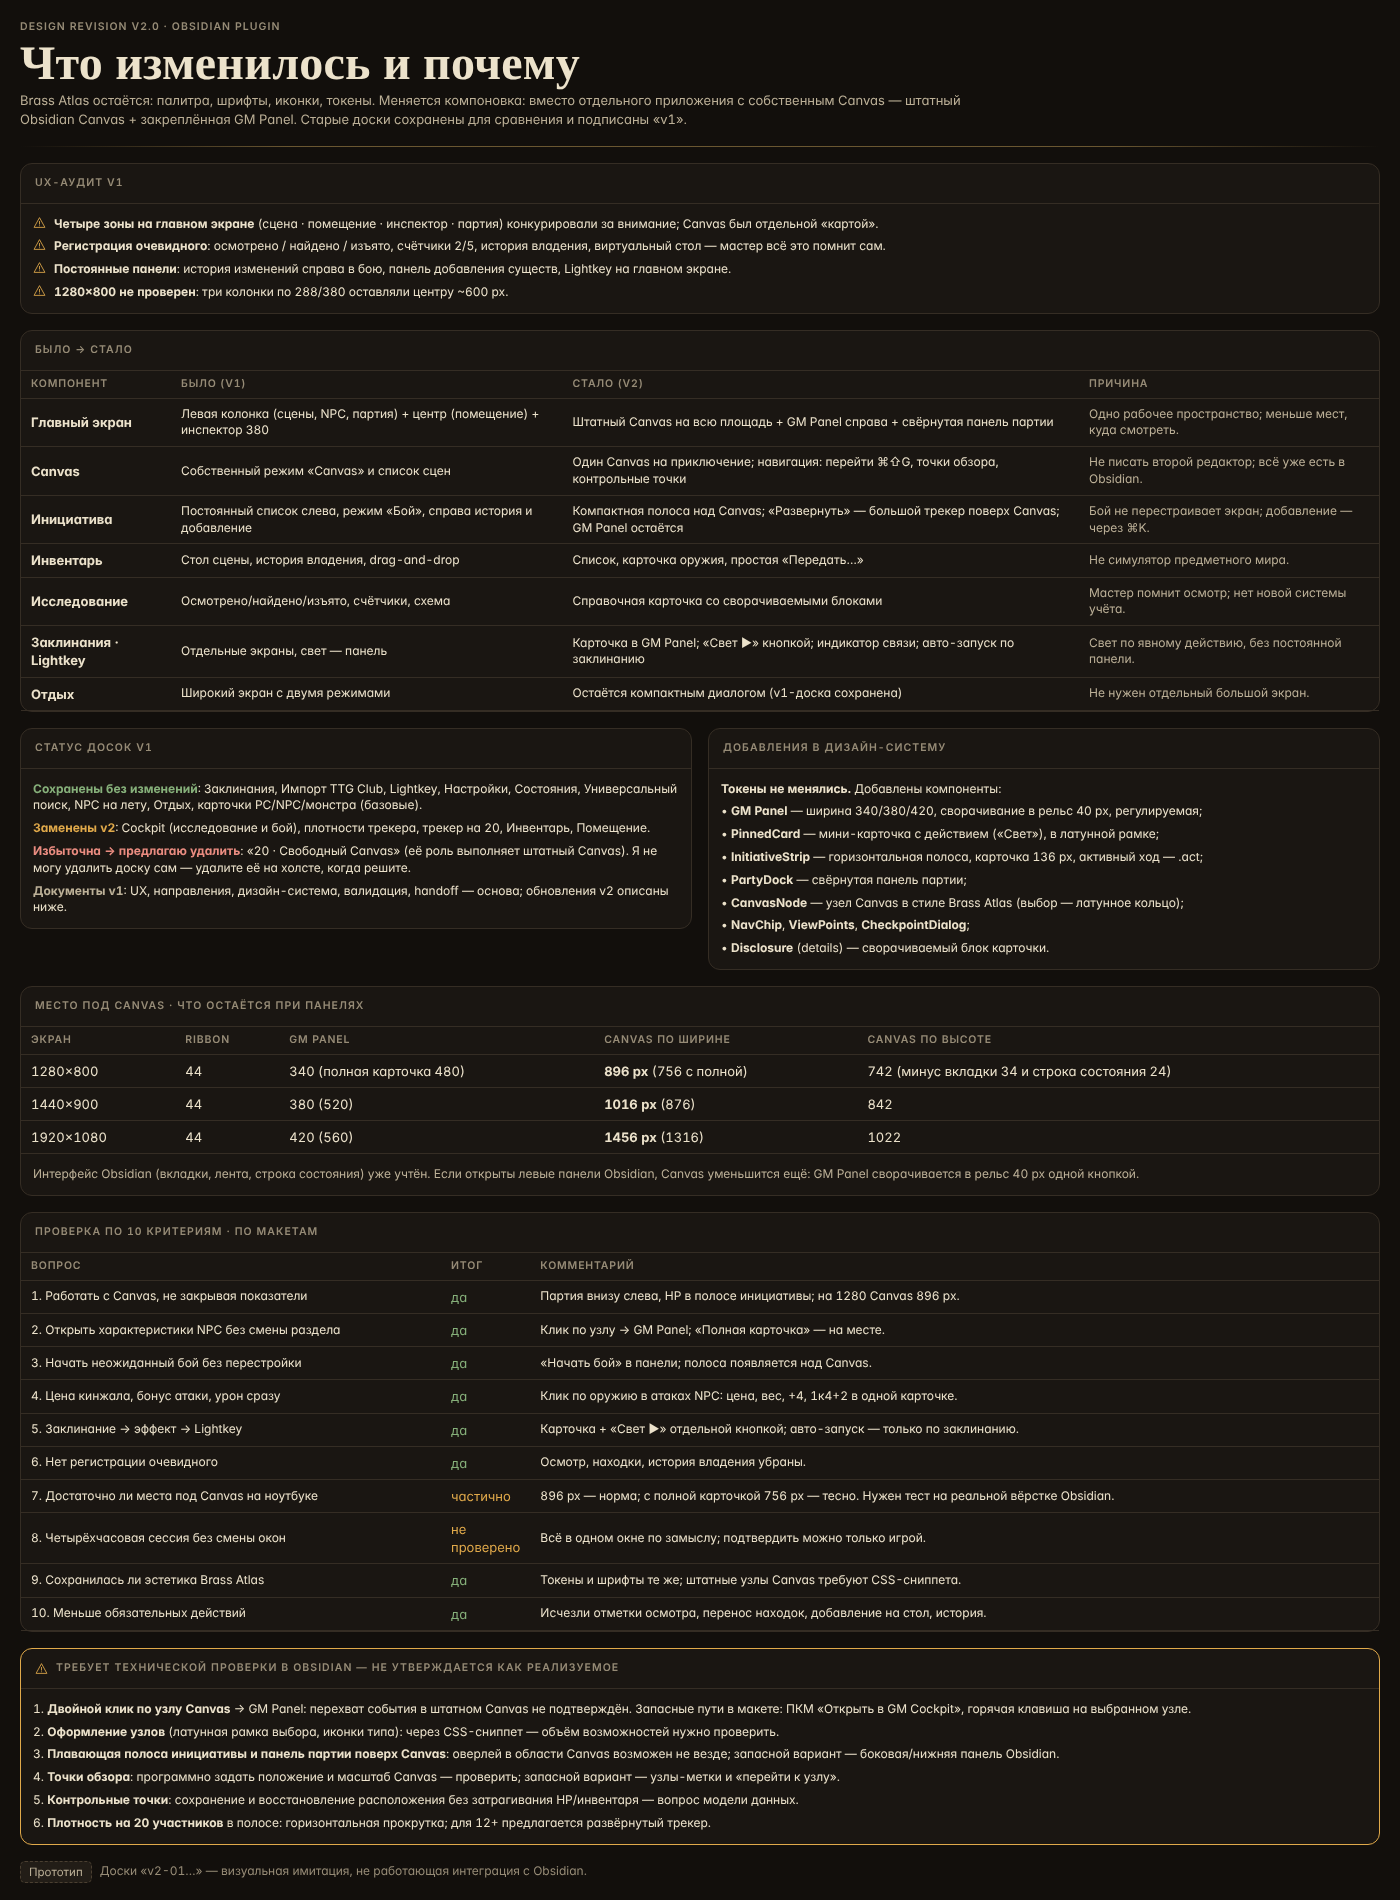 DESIGN REVISION V2.0 · OBSIDIAN PLUGIN
Что изменилось и почему
Brass Atlas остаётся: палитра, шрифты, иконки, токены. Меняется компоновка: вместо отдельного приложения с собственным Canvas — штатный
Obsidian Canvas + закреплённая GM Panel. Старые доски сохранены для сравнения и подписаны «v1».
UX-АУДИТ V1
Четыре зоны на главном экране (сцена · помещение · инспектор · партия) конкурировали за внимание; Canvas был отдельной «картой».
Регистрация очевидного: осмотрено / найдено / изъято, счётчики 2/5, история владения, виртуальный стол — мастер всё это помнит сам.
Постоянные панели: история изменений справа в бою, панель добавления существ, Lightkey на главном экране.
1280×800 не проверен: три колонки по 288/380 оставляли центру ~600 px.
БЫЛО → СТАЛО
КОМПОНЕНТ БЫЛО (V1) СТАЛО (V2) ПРИЧИНА
Главный экран
Левая колонка (сцены, NPC, партия) + центр (помещение) +
инспектор 380
Штатный Canvas на всю площадь + GM Panel справа + свёрнутая панель партии
Одно рабочее пространство; меньше мест,
куда смотреть.
Canvas
Собственный режим «Canvas» и список сцен
Один Canvas на приключение; навигация: перейти ⌘⇧G, точки обзора,
контрольные точки
Не писать второй редактор; всё уже есть в
Obsidian.
Инициатива
Постоянный список слева, режим «Бой», справа история и
добавление
Компактная полоса над Canvas; «Развернуть» — большой трекер поверх Canvas;
GM Panel остаётся
Бой не перестраивает экран; добавление —
через ⌘K.
Инвентарь
Стол сцены, история владения, drag-and-drop
Список, карточка оружия, простая «Передать...»
Не симулятор предметного мира.
Исследование
Осмотрено/найдено/изъято, счётчики, схема
Справочная карточка со сворачиваемыми блоками
Мастер помнит осмотр; нет новой системы
учёта.
Заклинания ·
Lightkey
Отдельные экраны, свет — панель
Карточка в GM Panel; «Свет ▶» кнопкой; индикатор связи; авто-запуск по
заклинанию
Свет по явному действию, без постоянной
панели.
Отдых
Широкий экран с двумя режимами
Остаётся компактным диалогом (v1-доска сохранена)
Не нужен отдельный большой экран.
СТАТУС ДОСОК V1
Сохранены без изменений: Заклинания, Импорт TTG Club, Lightkey, Настройки, Состояния, Универсальный
поиск, NPC на лету, Отдых, карточки PC/NPC/монстра (базовые).
Заменены v2: Cockpit (исследование и бой), плотности трекера, трекер на 20, Инвентарь, Помещение.
Избыточна → предлагаю удалить: «20 · Свободный Canvas» (её роль выполняет штатный Canvas). Я не
могу удалить доску сам — удалите её на холсте, когда решите.
Документы v1: UX, направления, дизайн-система, валидация, handoff — основа; обновления v2 описаны
ниже.
ДОБАВЛЕНИЯ В ДИЗАЙН-СИСТЕМУ
Токены не менялись. Добавлены компоненты:
• GM Panel — ширина 340/380/420, сворачивание в рельс 40 px, регулируемая;
• PinnedCard — мини-карточка с действием («Свет»), в латунной рамке;
• InitiativeStrip — горизонтальная полоса, карточка 136 px, активный ход — .act;
• PartyDock — свёрнутая панель партии;
• CanvasNode — узел Canvas в стиле Brass Atlas (выбор — латунное кольцо);
• NavChip, ViewPoints, CheckpointDialog;
• Disclosure (details) — сворачиваемый блок карточки.
МЕСТО ПОД CANVAS · ЧТО ОСТАЁТСЯ ПРИ ПАНЕЛЯХ
ЭКРАН RIBBON GM PANEL CANVAS ПО ШИРИНЕ CANVAS ПО ВЫСОТЕ
1280×800 44 340 (полная карточка 480) 896 px (756 с полной) 742 (минус вкладки 34 и строка состояния 24)
1440×900 44 380 (520) 1016 px (876) 842
1920×1080 44 420 (560) 1456 px (1316) 1022
Интерфейс Obsidian (вкладки, лента, строка состояния) уже учтён. Если открыты левые панели Obsidian, Canvas уменьшится ещё: GM Panel сворачивается в рельс 40 px одной кнопкой.
ПРОВЕРКА ПО 10 КРИТЕРИЯМ · ПО МАКЕТАМ
ВОПРОС ИТОГ КОММЕНТАРИЙ
1. Работать с Canvas, не закрывая показатели да Партия внизу слева, HP в полосе инициативы; на 1280 Canvas 896 px.
2. Открыть характеристики NPC без смены раздела да Клик по узлу → GM Panel; «Полная карточка» — на месте.
3. Начать неожиданный бой без перестройки да «Начать бой» в панели; полоса появляется над Canvas.
4. Цена кинжала, бонус атаки, урон сразу да Клик по оружию в атаках NPC: цена, вес, +4, 1к4+2 в одной карточке.
5. Заклинание → эффект → Lightkey да Карточка + «Свет ▶» отдельной кнопкой; авто-запуск — только по заклинанию.
6. Нет регистрации очевидного да Осмотр, находки, история владения убраны.
7. Достаточно ли места под Canvas на ноутбуке частично 896 px — норма; с полной карточкой 756 px — тесно. Нужен тест на реальной вёрстке Obsidian.
8. Четырёхчасовая сессия без смены окон
не
проверено
Всё в одном окне по замыслу; подтвердить можно только игрой.
9. Сохранилась ли эстетика Brass Atlas да Токены и шрифты те же; штатные узлы Canvas требуют CSS-сниппета.
10. Меньше обязательных действий да Исчезли отметки осмотра, перенос находок, добавление на стол, история.
ТРЕБУЕТ ТЕХНИЧЕСКОЙ ПРОВЕРКИ В OBSIDIAN — НЕ УТВЕРЖДАЕТСЯ КАК РЕАЛИЗУЕМОЕ
1. Двойной клик по узлу Canvas → GM Panel: перехват события в штатном Canvas не подтверждён. Запасные пути в макете: ПКМ «Открыть в GM Cockpit», горячая клавиша на выбранном узле.
2. Оформление узлов (латунная рамка выбора, иконки типа): через CSS-сниппет — объём возможностей нужно проверить.
3. Плавающая полоса инициативы и панель партии поверх Canvas: оверлей в области Canvas возможен не везде; запасной вариант — боковая/нижняя панель Obsidian.
4. Точки обзора: программно задать положение и масштаб Canvas — проверить; запасной вариант — узлы-метки и «перейти к узлу».
5. Контрольные точки: сохранение и восстановление расположения без затрагивания HP/инвентаря — вопрос модели данных.
6. Плотность на 20 участников в полосе: горизонтальная прокрутка; для 12+ предлагается развёрнутый трекер.
Прототип Доски «v2-01...» — визуальная имитация, не работающая интеграция с Obsidian.